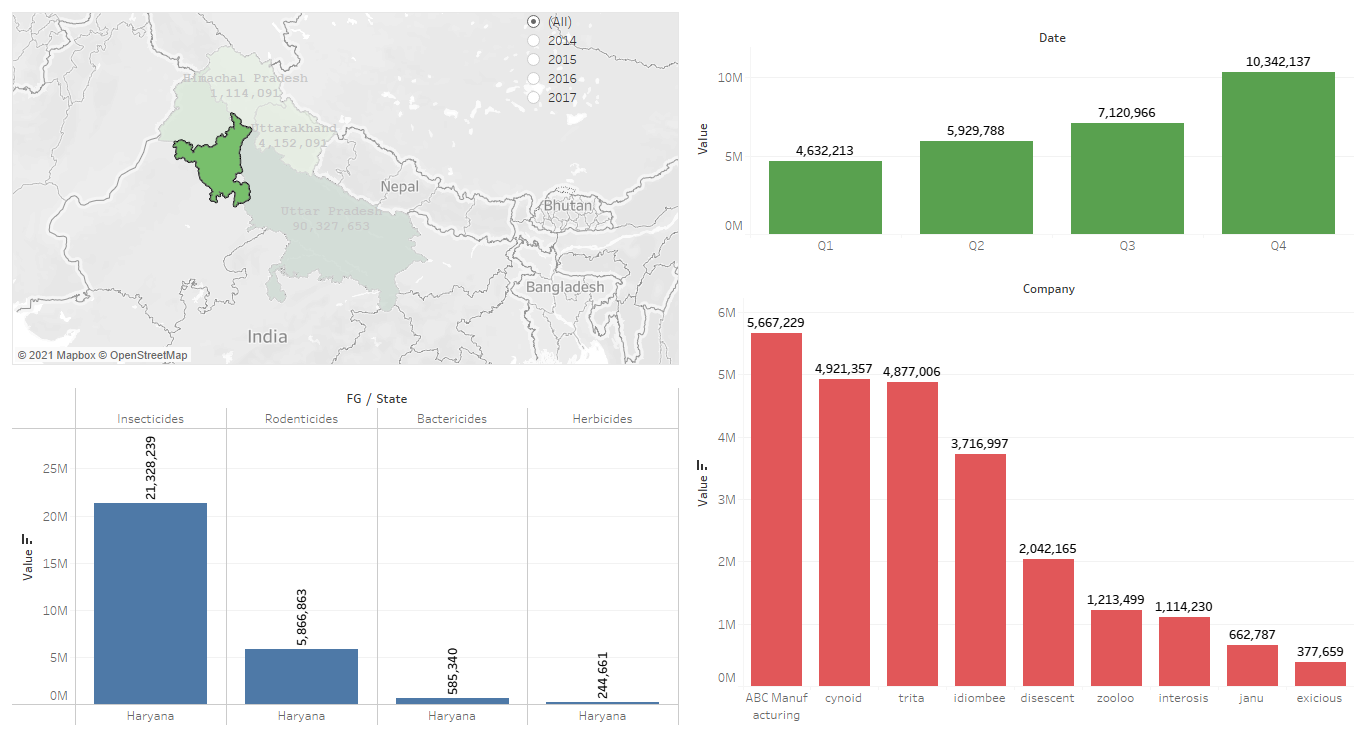 (All)
2014
2015
2016
2017
Himachal Pradesh
1,114,091
Uttarakhand
4,152,091
Nepal
Uttar Pradesh
90,327,653
Bhutan
Bangladesh
India
© 2021 Mapbox © OpenStreetMap
Date
Value
10M
5M
0M
4,632,213
5,929,788
7,120,966
10,342,137
Q1
Q2
Q3
Q4
FG / State
Insecticides
Rodenticides
Bactericides
Herbicides
Value
25M
20M
15M
10M
5M
0M
21,328,239
5,866,863
585,340
244,661
Haryana
Haryana
Haryana
Haryana
Company
Value
6M
5M
4M
3M
2M
1M
0M
5,667,229
4,921,357
4,877,006
3,716,997
2,042,165
1,213,499
1,114,230
662,787
377,659
ABC Manuf
acturing
cynoid
trita
idiombee
disescent
zooloo
interosis
janu
exicious